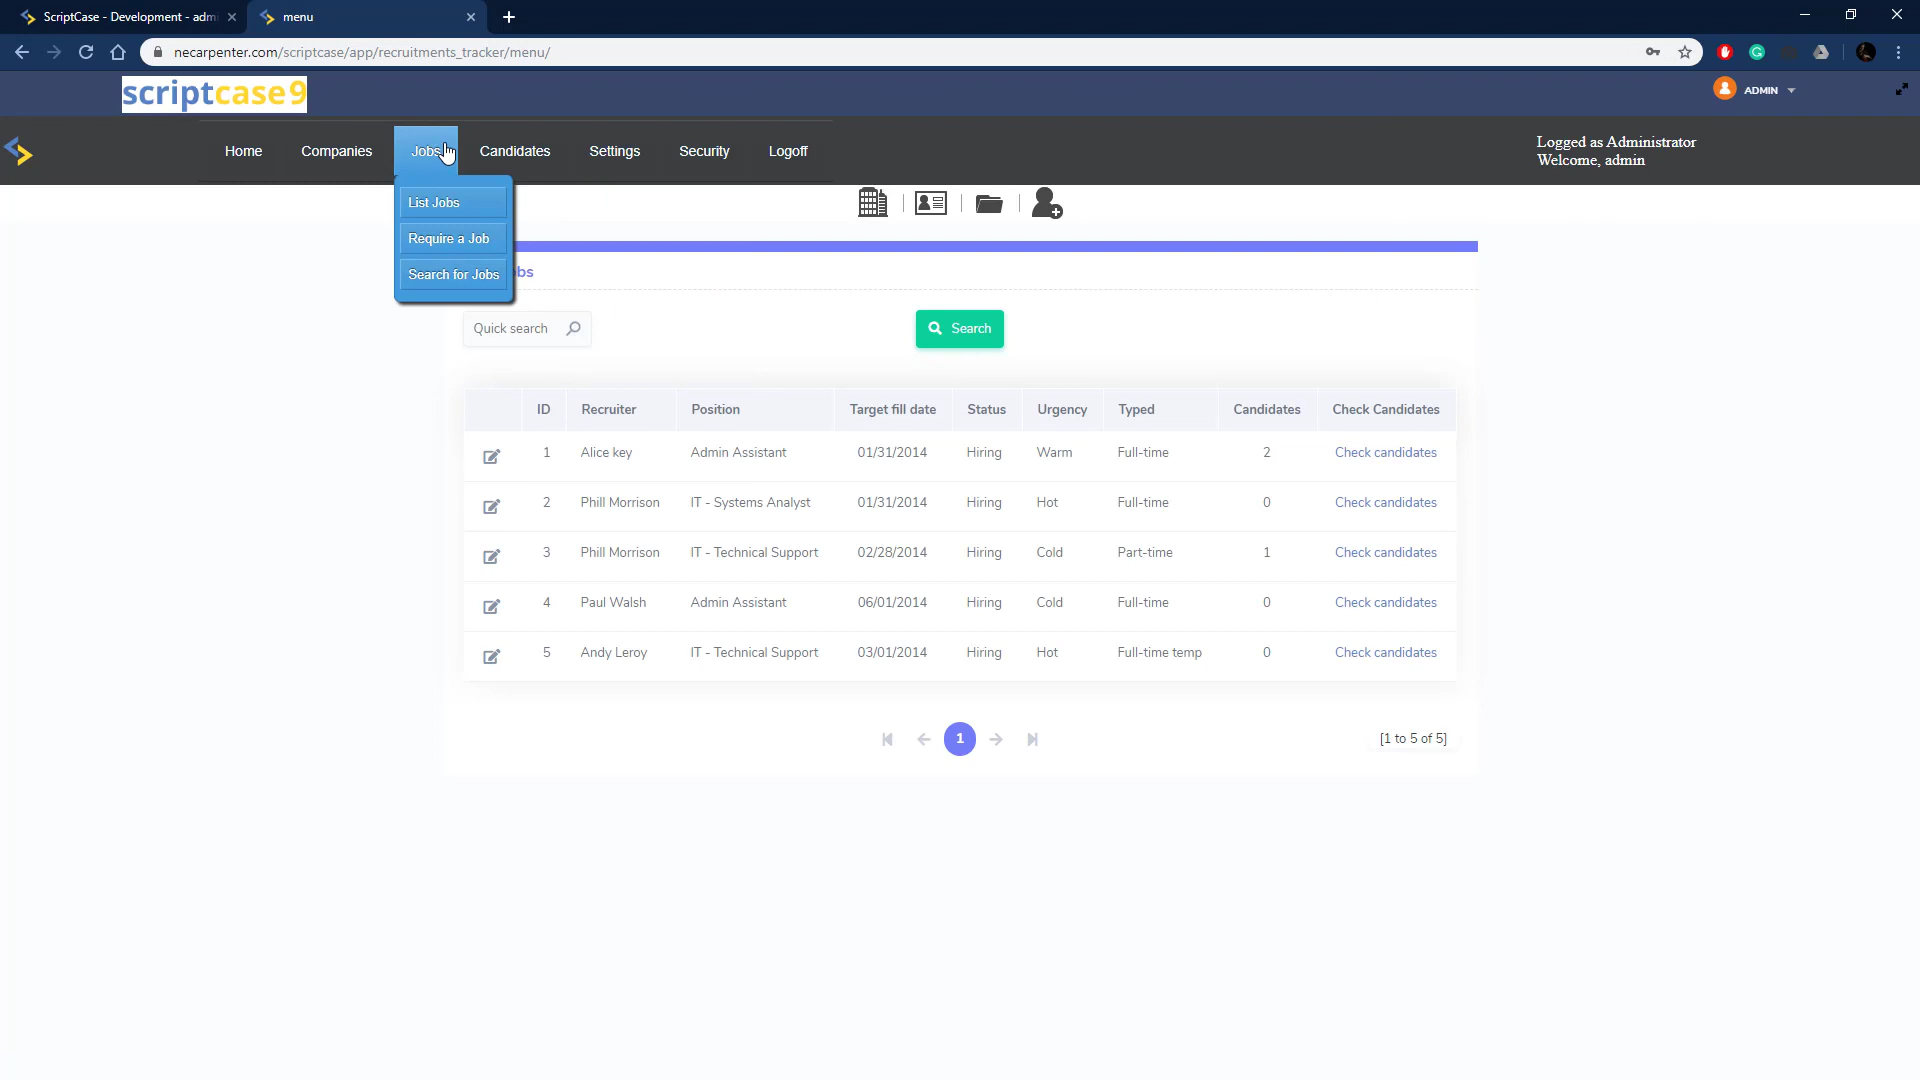 ScriptCase - Development - adm
menu
necarpenter.com/scriptcase/app/recruitments_tracker/menu/
scriptcase9
ADMIN
Home Companies Jobs Candidates Settings Security Logoff
Logged as Administrator
Welcome, admin
List Jobs
Require a Job
Search for Jobs
obs
Quick search
Search
ID Recruiter Position Target fill date Status Urgency Typed Candidates Check Candidates
1 Alice key Admin Assistant 01/31/2014 Hiring Warm Full-time 2 Check candidates
2 Phill Morrison IT - Systems Analyst 01/31/2014 Hiring Hot Full-time 0 Check candidates
3 Phill Morrison IT - Technical Support 02/28/2014 Hiring Cold Part-time 1 Check candidates
4 Paul Walsh Admin Assistant 06/01/2014 Hiring Cold Full-time 0 Check candidates
5 Andy Leroy IT - Technical Support 03/01/2014 Hiring Hot Full-time temp 0 Check candidates
1
[1 to 5 of 5]